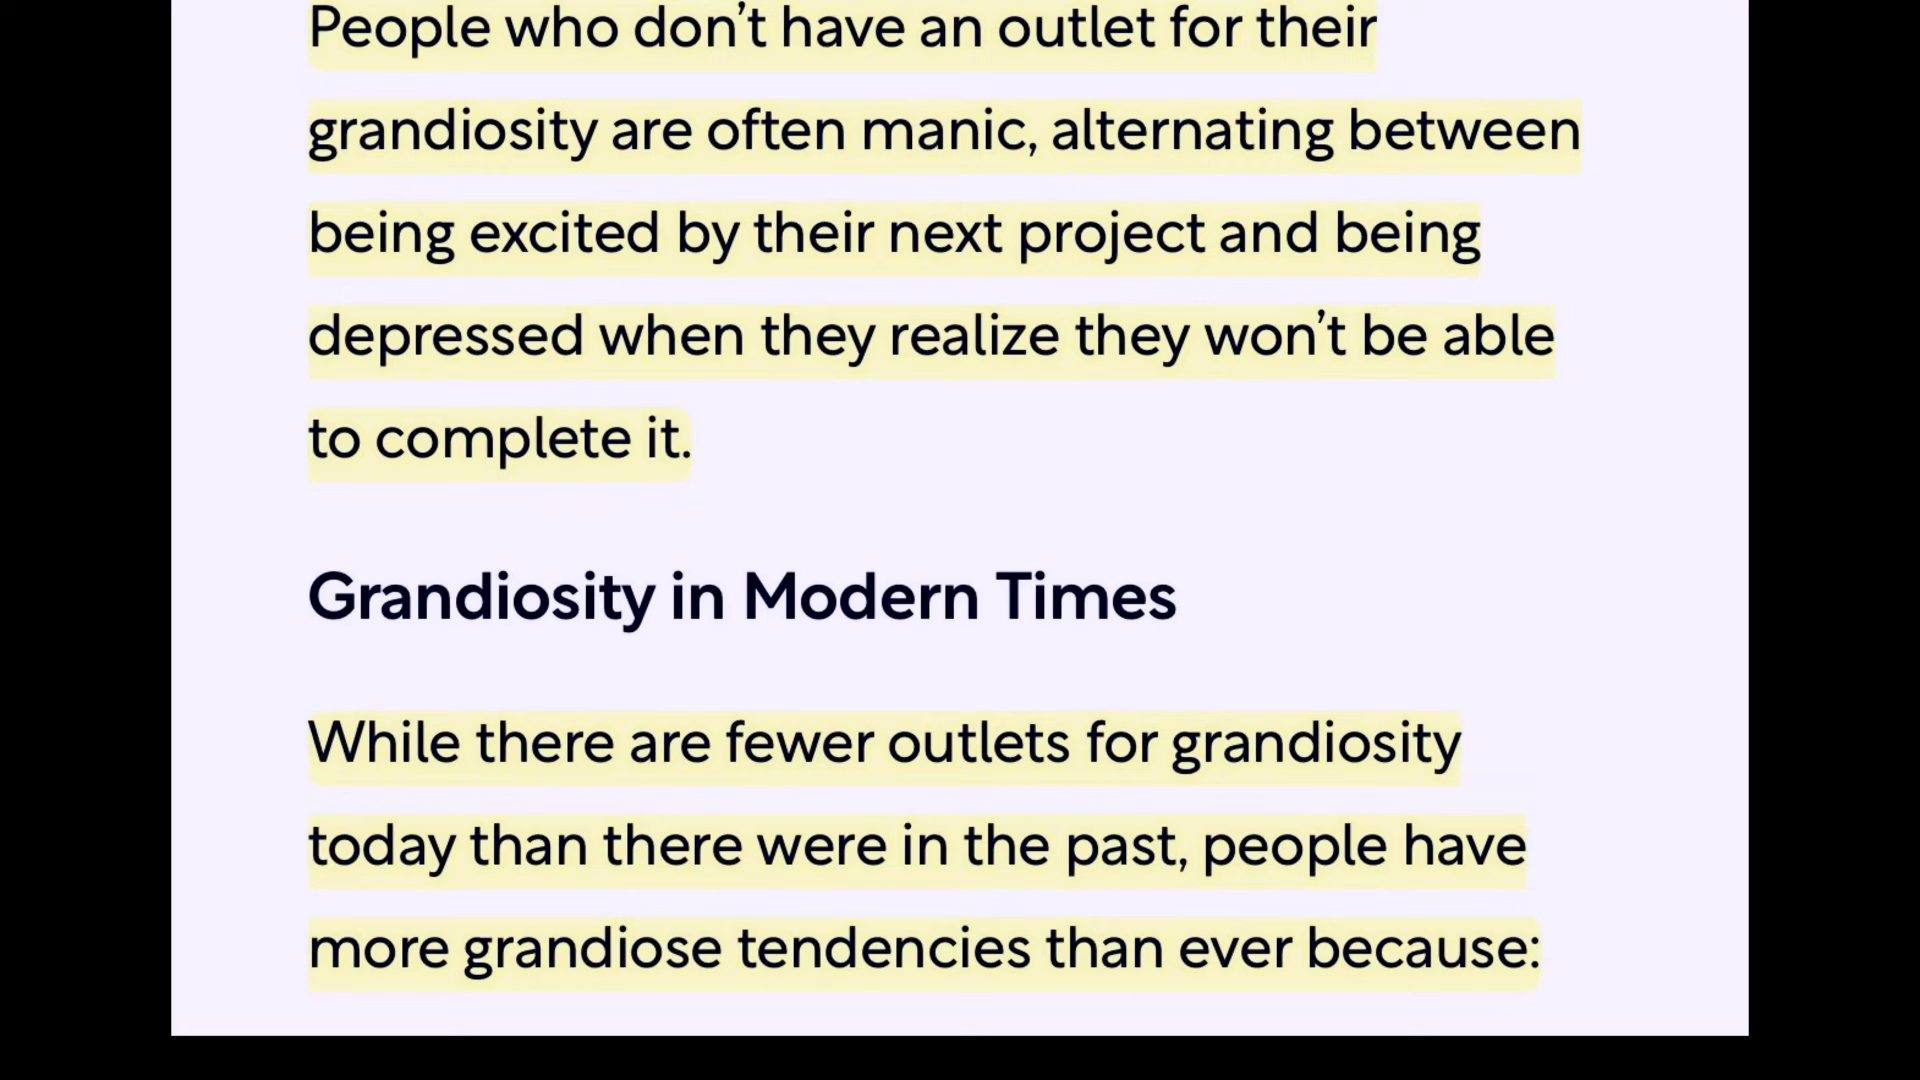 People who don’t have an outlet for their
grandiosity are often manic, alternating between
being excited by their next project and being
depressed when they realize they won’t be able
to complete it.
Grandiosity in Modern Times
While there are fewer outlets for grandiosity
today than there were in the past, people have
more grandiose tendencies than ever because: